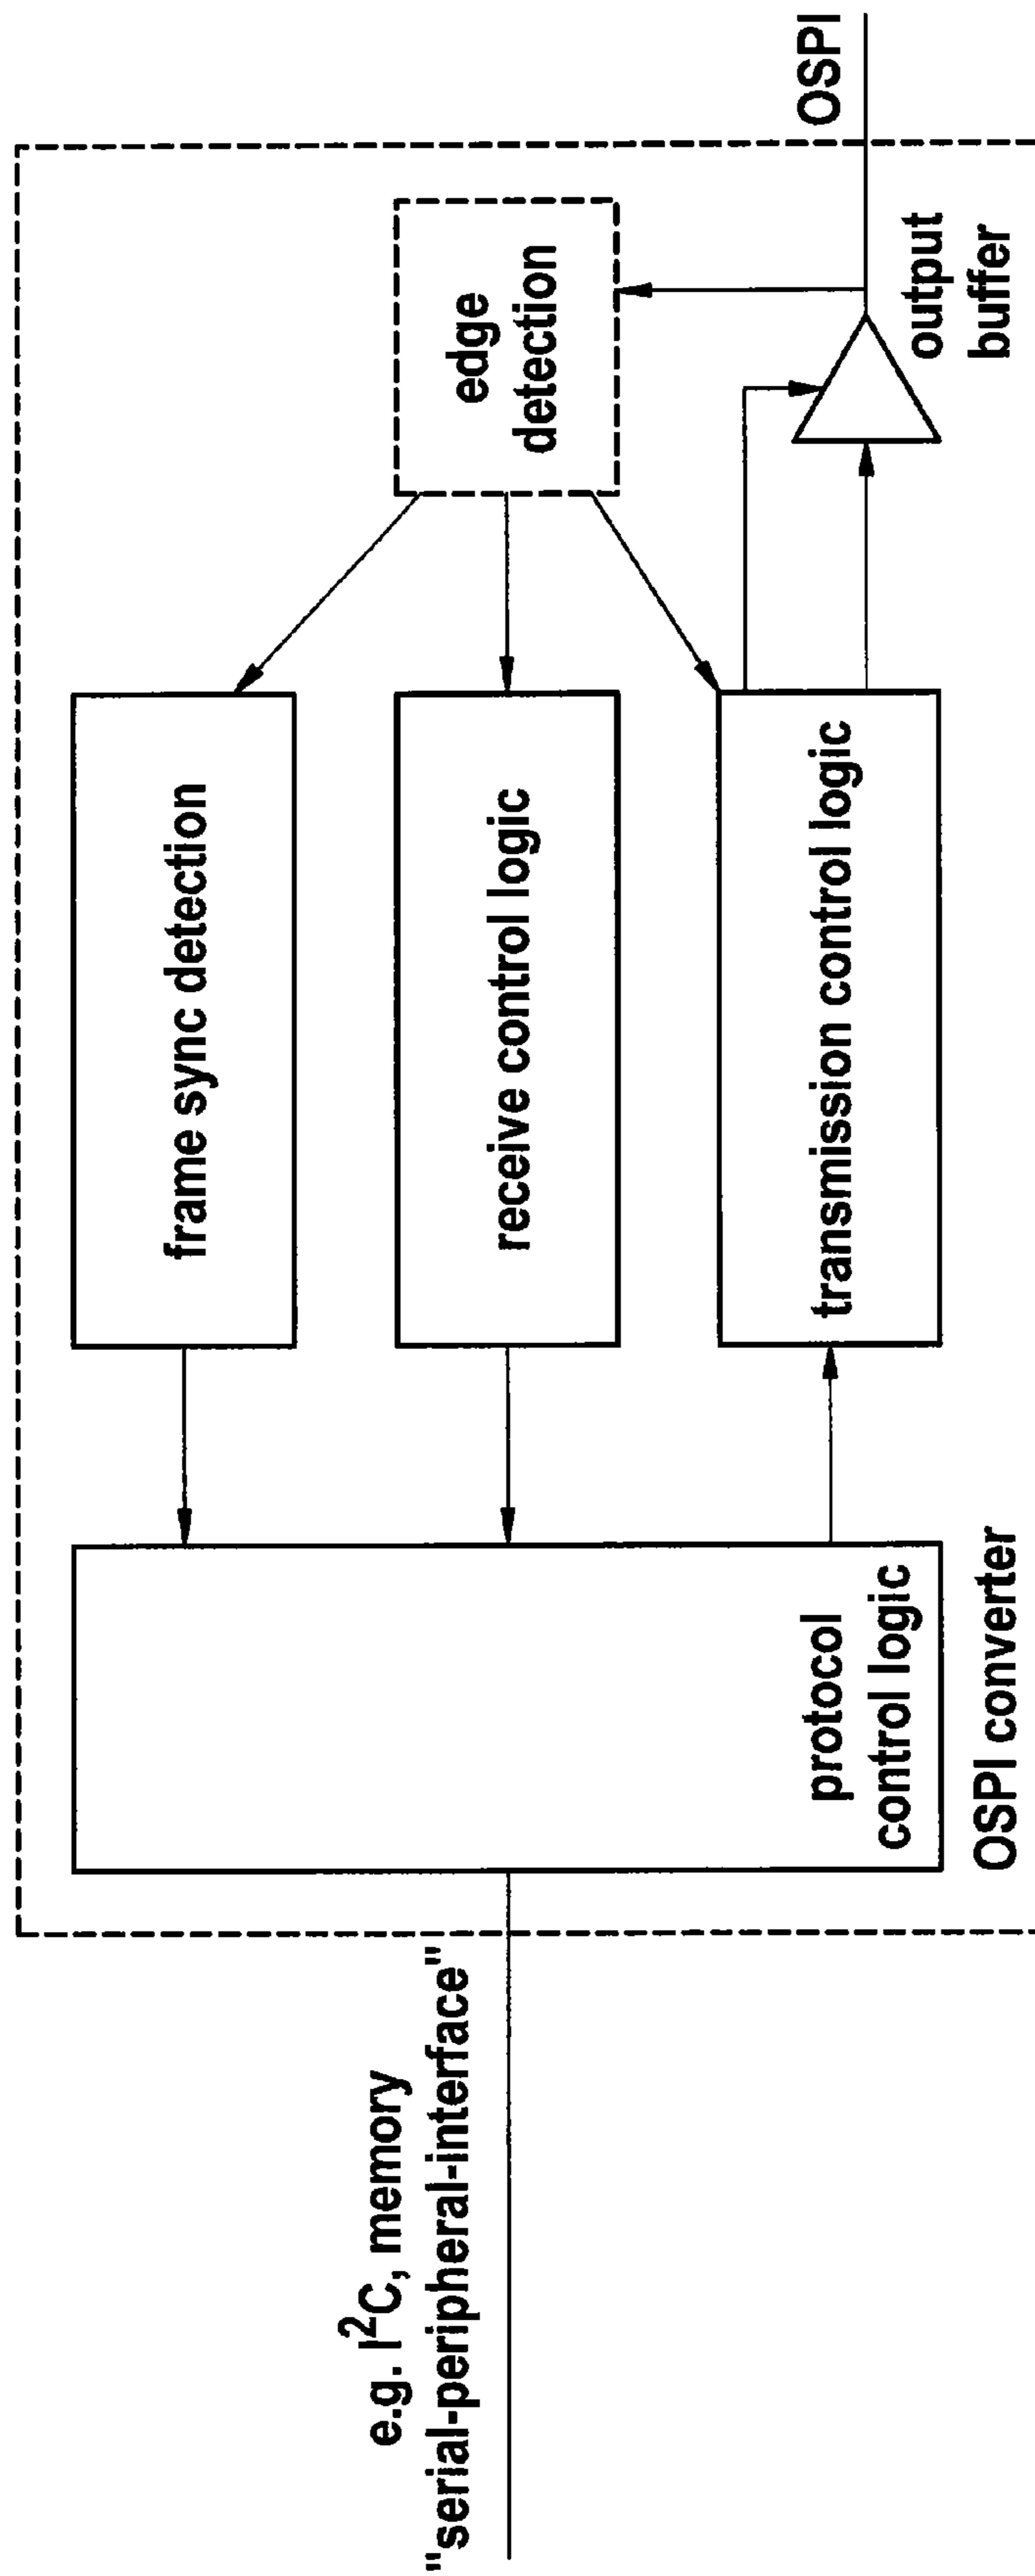 e.g. I²C, memory
"serial-peripheral-interface"
protocol
control logic
OSPI converter
frame sync detection
receive control logic
transmission control logic
edge
detection
output
buffer
OSPI